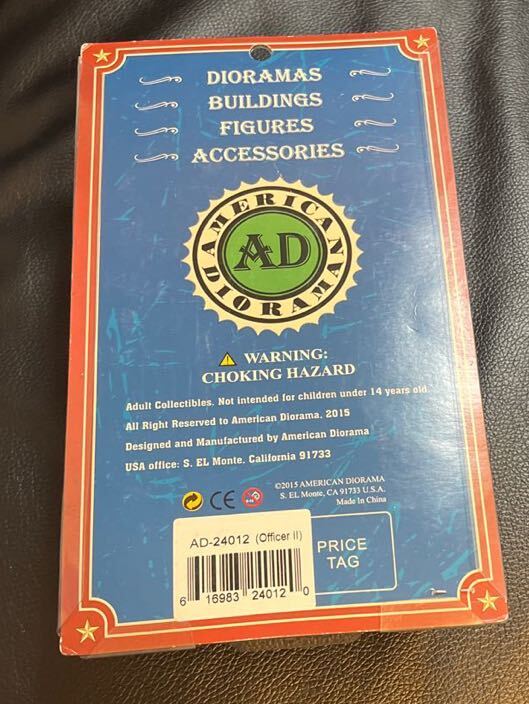 DIORAMAS
BUILDINGS
FIGURES
ACCESSORIES
AMERICAN
AD
DIORAMA
WARNING:
CHOKING HAZARD
Adult Collectibles. Not intended for children under 14 years old.
All Right Reserved to American Diorama. 2015
Designed and Manufactured by American Diorama
USA office: S. EL Monte, California 91733
©2015 AMERICAN DIORAMA
S. EL Monte, CA 91733 U.S.A.
Made in China
CE 0-3
AD-24012 (Officer II)
6 16983 24012 0
PRICE
TAG